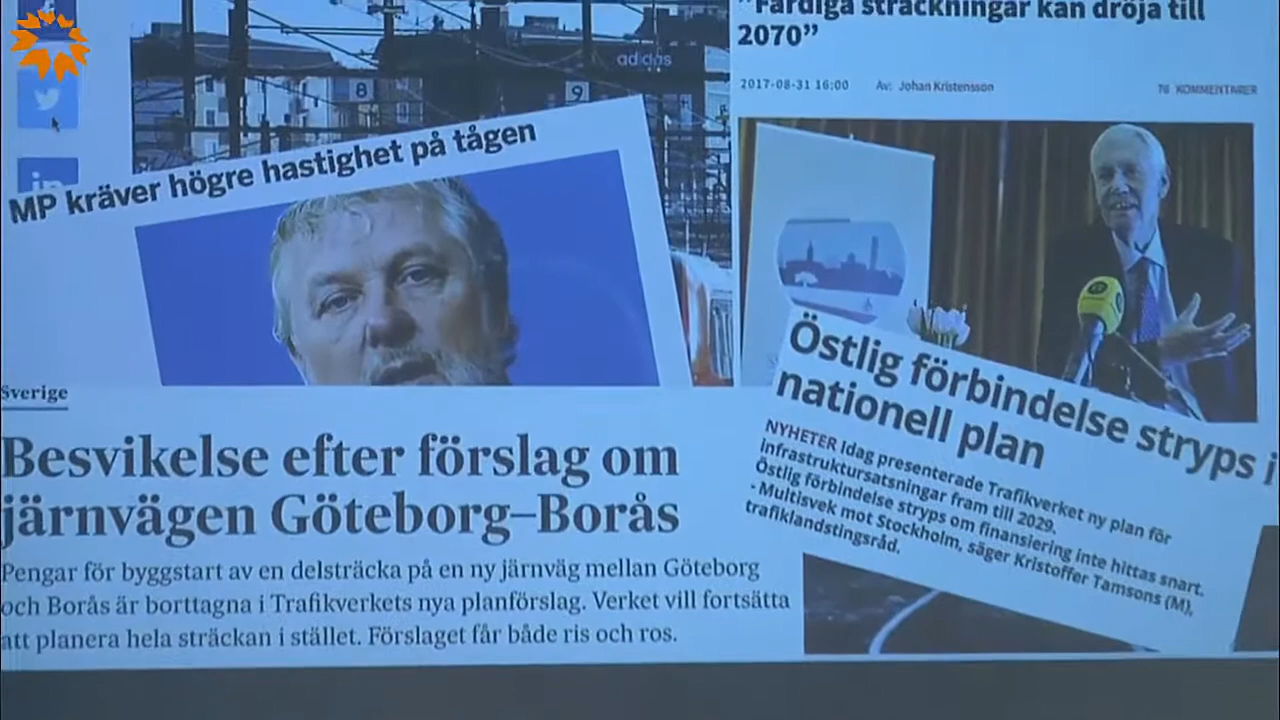 adidas
8
9
MP kräver högre hastighet på tågen
in
Sverige
Besvikelse efter förslag om
järnvägen Göteborg–Borås
Pengar för byggstart av en delsträcka på en ny järnväg mellan Göteborg
och Borås är borttagna i Trafikverkets nya planförslag. Verket vill fortsätta
att planera hela sträckan i stället. Förslaget får både ris och ros.
"Färdiga sträckningar kan dröja till
2070"
2017-08-31 16:00 Av: Johan Kristensson 76 KOMMENTARER
Östlig förbindelse stryps i
nationell plan
NYHETER Idag presenterade Trafikverket ny plan för
infrastruktursatsningar fram till 2029.
Östlig förbindelse stryps om finansiering inte hittas snart.
- Multisvek mot Stockholm, säger Kristoffer Tamsons (M),
trafiklandstingsråd.